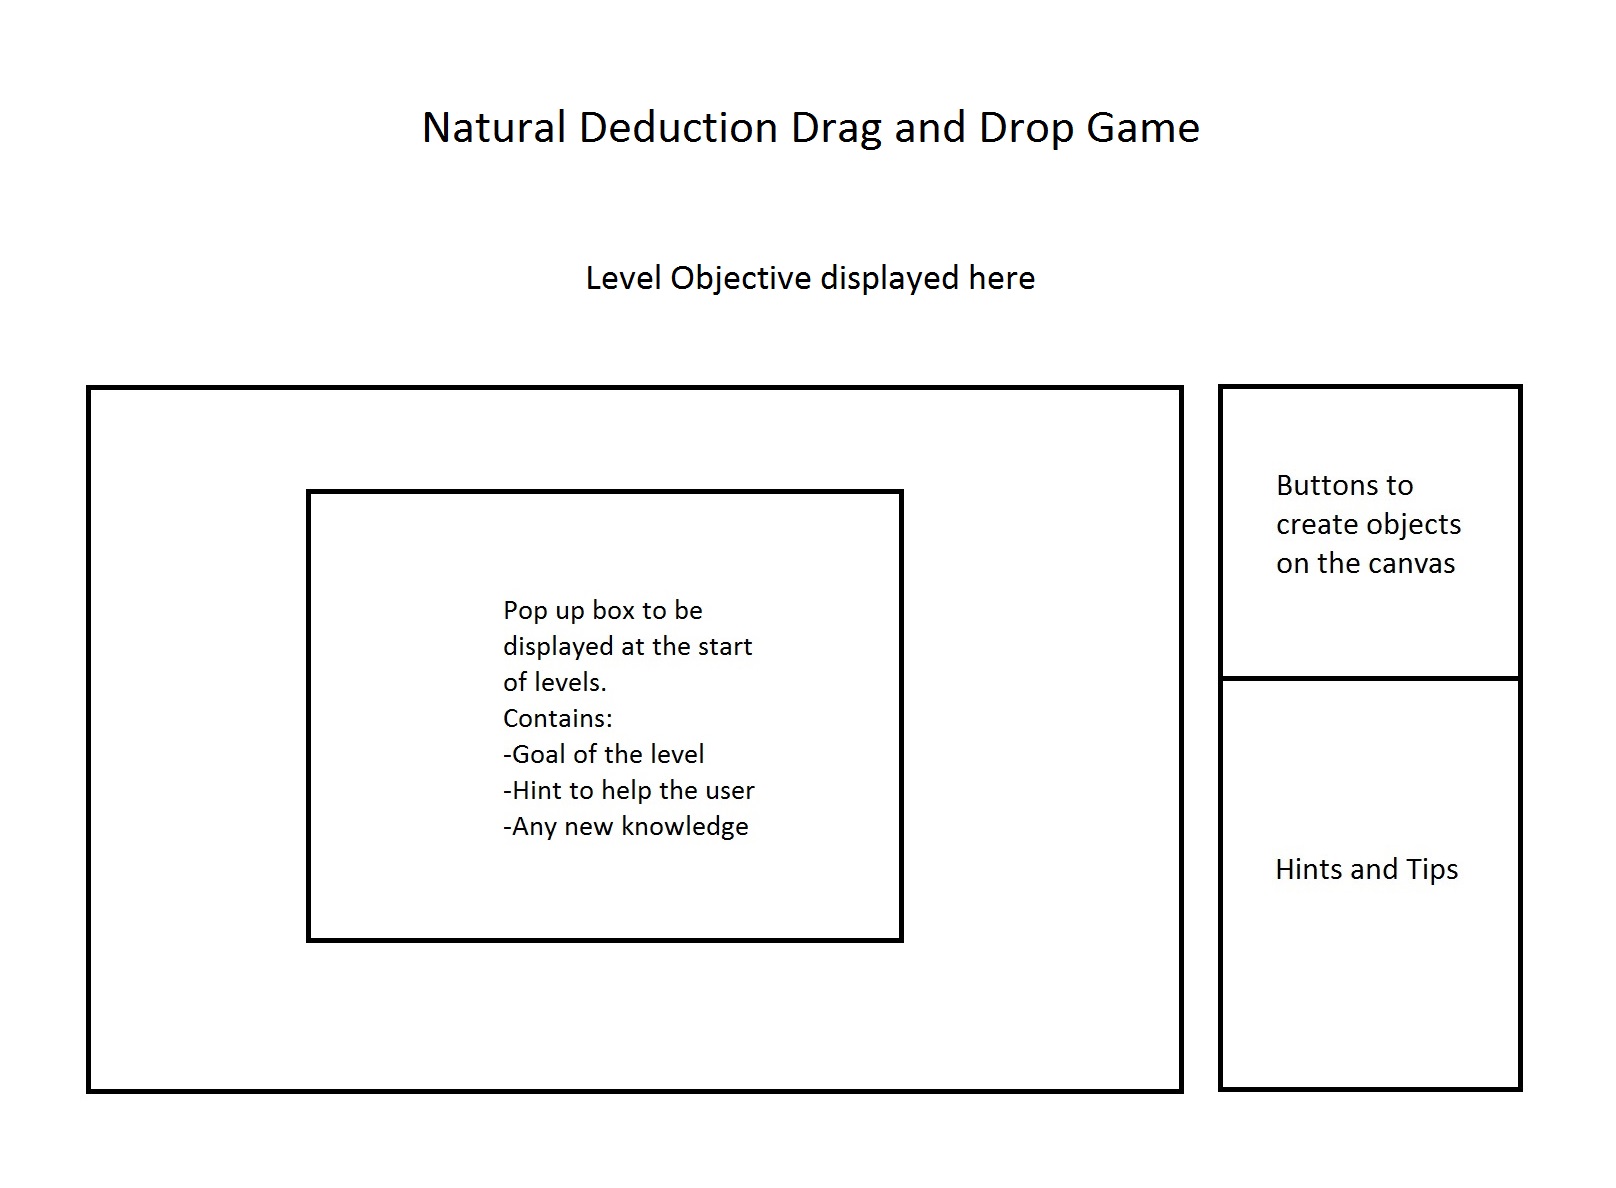 Natural Deduction Drag and Drop Game
Level Objective displayed here
Pop up box to be
displayed at the start
of levels.
Contains:
-Goal of the level
-Hint to help the user
-Any new knowledge
Buttons to
create objects
on the canvas
Hints and Tips